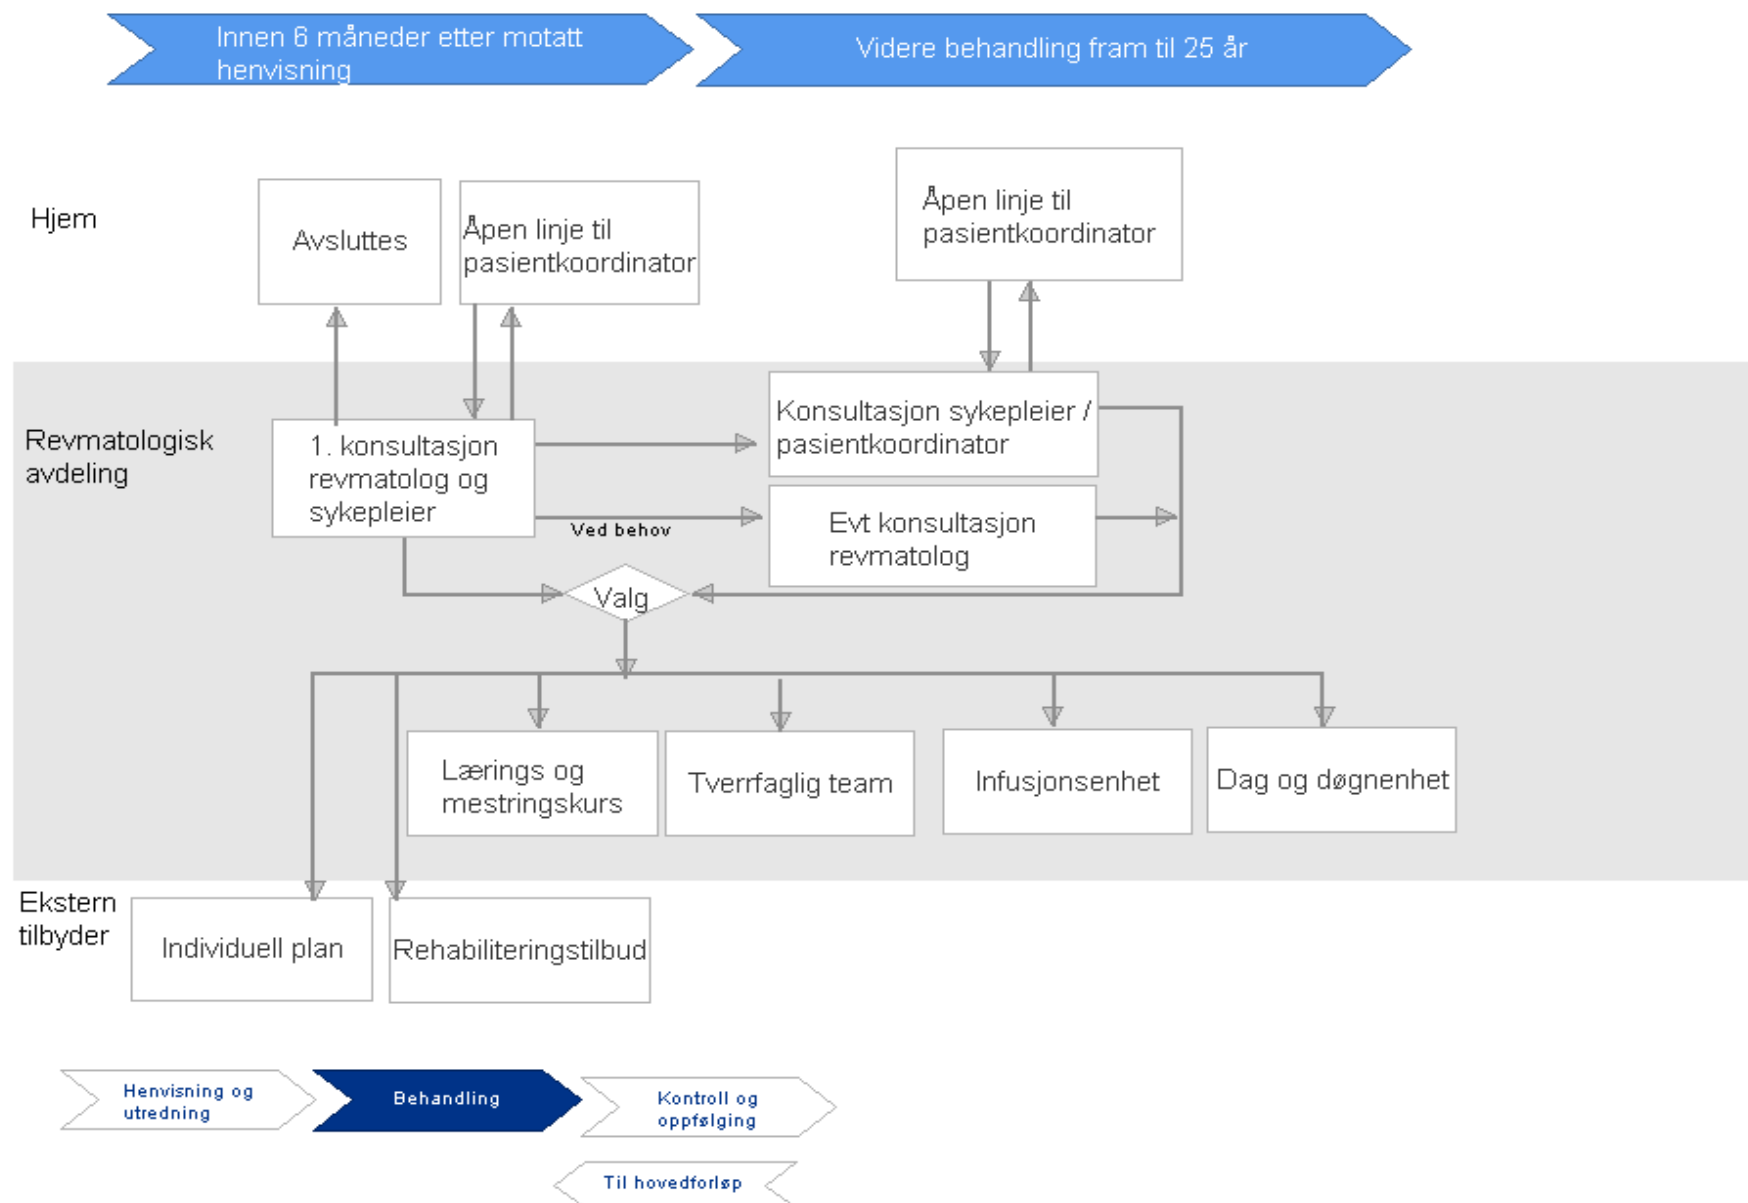 Innen 6 måneder etter motatt
henvisning
Videre behandling fram til 25 år
Hjem
Avsluttes
Åpen linje til
pasientkoordinator
Åpen linje til
pasientkoordinator
Revmatologisk
avdeling
1. konsultasjon
revmatolog og
sykepleier
Konsultasjon sykepleier /
pasientkoordinator
Ved behov
Evt konsultasjon
revmatolog
Valg
Lærings og
mestringskurs
Tverrfaglig team
Infusjonsenhet
Dag og døgnenhet
Ekstern
tilbyder
Individuell plan
Rehabiliteringstilbud
Henvisning og
utredning
Behandling
Kontroll og
oppfølging
Til hovedforløp